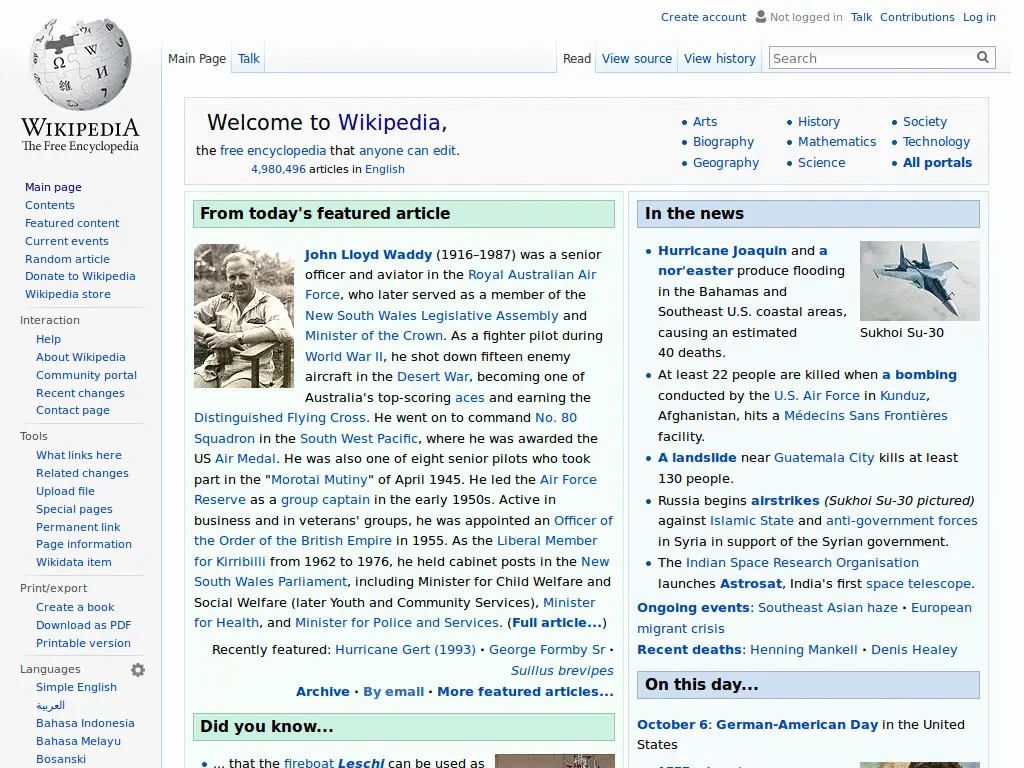 Create account Not logged in Talk Contributions Log in
Main Page Talk Read View source View history Search
WIKIPEDIA
The Free Encyclopedia
Main page
Contents
Featured content
Current events
Random article
Donate to Wikipedia
Wikipedia store
Interaction
Help
About Wikipedia
Community portal
Recent changes
Contact page
Tools
What links here
Related changes
Upload file
Special pages
Permanent link
Page information
Wikidata item
Print/export
Create a book
Download as PDF
Printable version
Languages
Simple English
العربية
Bahasa Indonesia
Bahasa Melayu
Bosanski
Welcome to Wikipedia,
the free encyclopedia that anyone can edit.
4,980,496 articles in English
• Arts • History • Society
• Biography • Mathematics • Technology
• Geography • Science • All portals
From today's featured article
John Lloyd Waddy (1916–1987) was a senior
officer and aviator in the Royal Australian Air
Force, who later served as a member of the
New South Wales Legislative Assembly and
Minister of the Crown. As a fighter pilot during
World War II, he shot down fifteen enemy
aircraft in the Desert War, becoming one of
Australia's top-scoring aces and earning the
Distinguished Flying Cross. He went on to command No. 80
Squadron in the South West Pacific, where he was awarded the
US Air Medal. He was also one of eight senior pilots who took
part in the "Morotai Mutiny" of April 1945. He led the Air Force
Reserve as a group captain in the early 1950s. Active in
business and in veterans' groups, he was appointed an Officer of
the Order of the British Empire in 1955. As the Liberal Member
for Kirribilli from 1962 to 1976, he held cabinet posts in the New
South Wales Parliament, including Minister for Child Welfare and
Social Welfare (later Youth and Community Services), Minister
for Health, and Minister for Police and Services. (Full article...)
Recently featured: Hurricane Gert (1993) · George Formby Sr ·
Suillus brevipes
Archive · By email · More featured articles...
Did you know...
• ... that the fireboat Leschi can be used as
In the news
• Hurricane Joaquin and a
nor'easter produce flooding
in the Bahamas and
Southeast U.S. coastal areas,
causing an estimated
40 deaths.
Sukhoi Su-30
• At least 22 people are killed when a bombing
conducted by the U.S. Air Force in Kunduz,
Afghanistan, hits a Médecins Sans Frontières
facility.
• A landslide near Guatemala City kills at least
130 people.
• Russia begins airstrikes (Sukhoi Su-30 pictured)
against Islamic State and anti-government forces
in Syria in support of the Syrian government.
• The Indian Space Research Organisation
launches Astrosat, India's first space telescope.
Ongoing events: Southeast Asian haze · European
migrant crisis
Recent deaths: Henning Mankell · Denis Healey
On this day...
October 6: German-American Day in the United
States